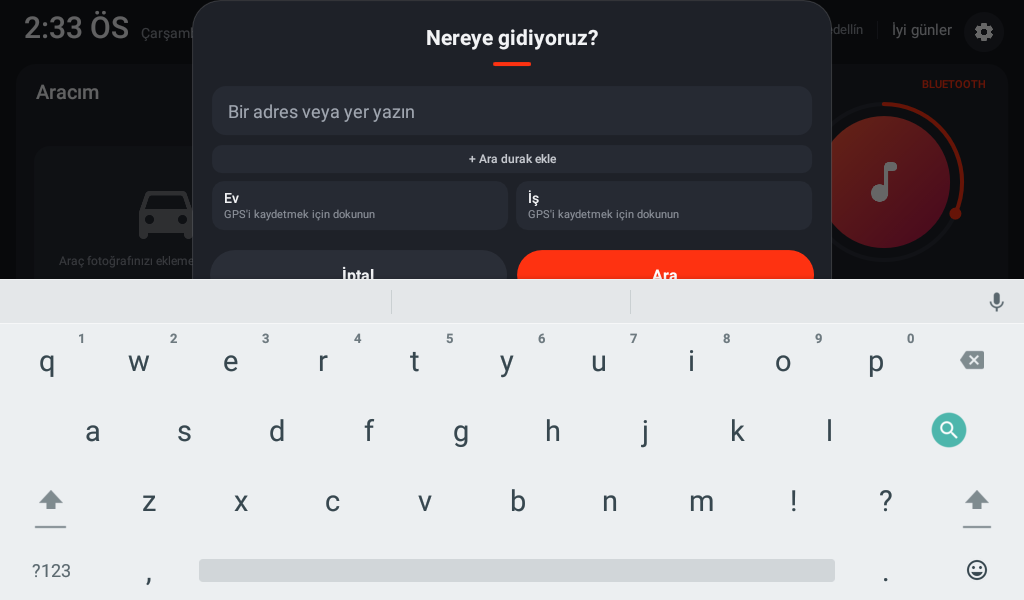 2:33 ÖS
Çarşaml
edellín
İyi günler
Nereye gidiyoruz?
Aracım
BLUETOOTH
Bir adres veya yer yazın
+ Ara durak ekle
Ev
GPS'i kaydetmek için dokunun
İş
GPS'i kaydetmek için dokunun
Araç fotoğrafınızı ekleme
İptal
Ara
1 2 3 4 5 6 7 8 9 0
q w e r t y u i o p
a s d f g h j k l
z x c v b n m ! ?
?123 , .